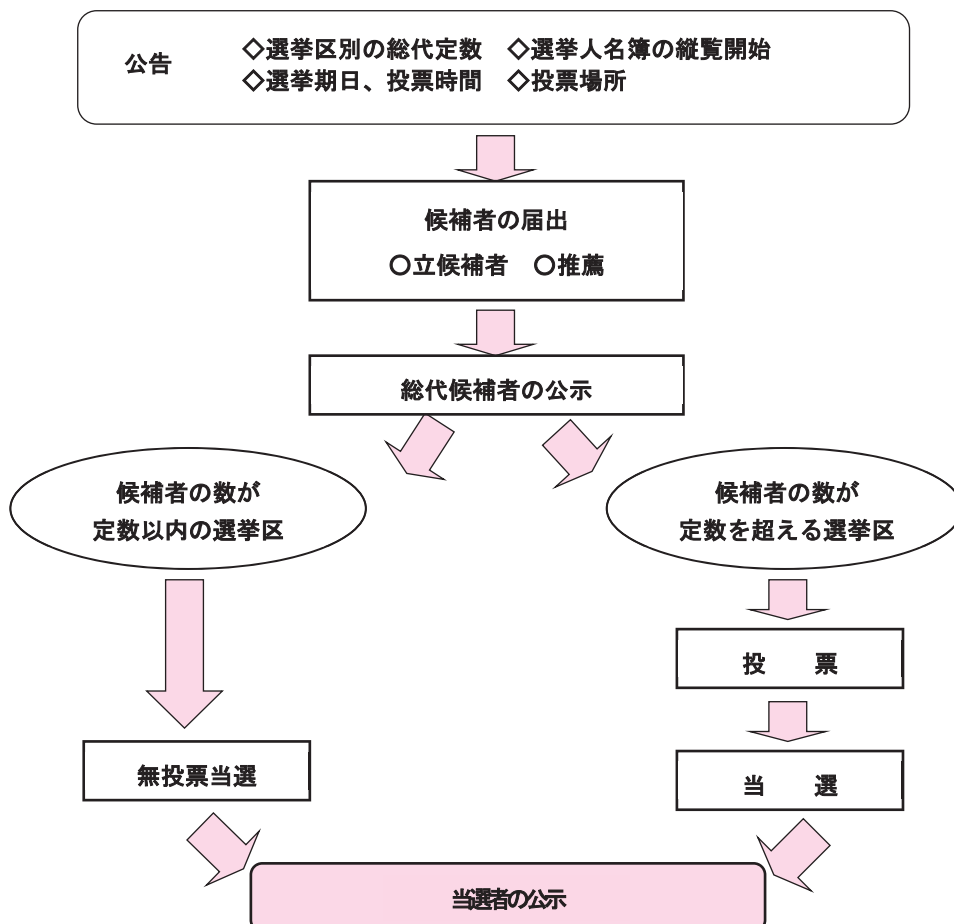 公告
◇選挙区別の総代定数　◇選挙人名簿の縦覧開始
◇選挙期日、投票時間　◇投票場所
候補者の届出
○立候補者　○推薦
総代候補者の公示
候補者の数が
定数以内の選挙区
候補者の数が
定数を超える選挙区
投　　票
無投票当選
当　　選
当選者の公示